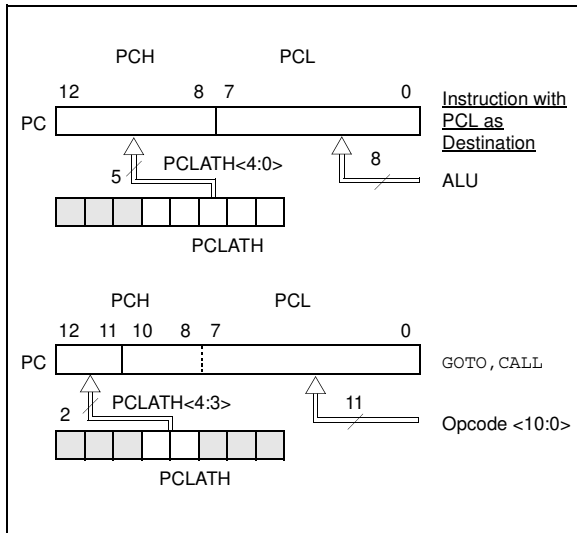 PCH PCL
12 8 7 0
PC
Instruction with
PCL as
Destination
5 PCLATH<4:0> 8
ALU
PCLATH
PCH PCL
12 11 10 8 7 0
PC GOTO, CALL
2 PCLATH<4:3> 11
Opcode <10:0>
PCLATH